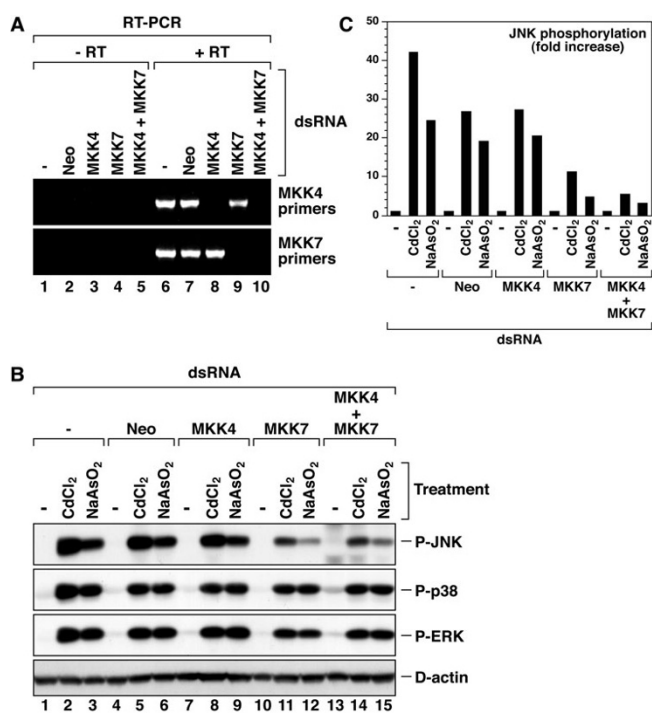 A
RT-PCR
- RT
+ RT
-
Neo
MKK4
MKK7
MKK4 + MKK7
-
Neo
MKK4
MKK7
MKK4 + MKK7
dsRNA
MKK4
primers
MKK7
primers
1 2 3 4 5 6 7 8 9 10
C
JNK phosphorylation
(fold increase)
50
40
30
20
10
0
-
CdCl2
NaAsO2
-
CdCl2
NaAsO2
-
CdCl2
NaAsO2
-
CdCl2
NaAsO2
-
CdCl2
NaAsO2
- Neo MKK4 MKK7 MKK4
+
MKK7
dsRNA
B
dsRNA
- Neo MKK4 MKK7 MKK4
+
MKK7
-
CdCl2
NaAsO2
-
CdCl2
NaAsO2
-
CdCl2
NaAsO2
-
CdCl2
NaAsO2
-
CdCl2
NaAsO2
Treatment
P-JNK
P-p38
P-ERK
D-actin
1 2 3 4 5 6 7 8 9 10 11 12 13 14 15